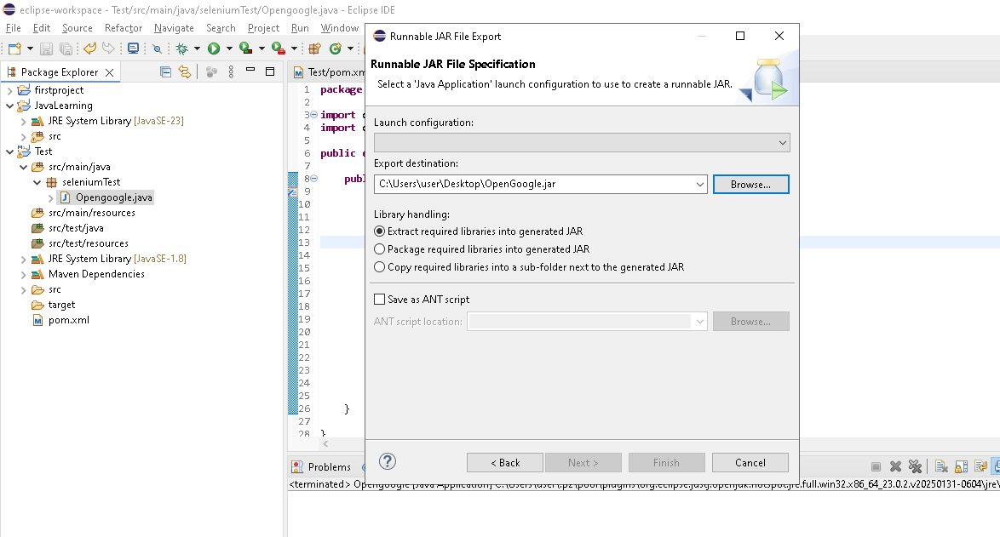 eclipse-workspace - Test/src/main/java/seleniumTest/Opengoogle.java - Eclipse IDE
File Edit Source Refactor Navigate Search Project Run Window
Package Explorer
firstproject
JavaLearning
JRE System Library [JavaSE-23]
src
Test
src/main/java
seleniumTest
Opengoogle.java
src/main/resources
src/test/java
src/test/resources
JRE System Library [JavaSE-1.8]
Maven Dependencies
src
target
pom.xml
Test/pom.xm
1 package
2
3 import
4 import
5
6 public
7
8
9
10
11
12
13
14
15
16
17
18
19
20
21
22
23
24
25
26 }
27
28 }
Runnable JAR File Export
Runnable JAR File Specification
Select a 'Java Application' launch configuration to use to create a runnable JAR.
Launch configuration:
Export destination:
C:\Users\user\Desktop\OpenGoogle.jar
Browse...
Library handling:
Extract required libraries into generated JAR
Package required libraries into generated JAR
Copy required libraries into a sub-folder next to the generated JAR
Save as ANT script
ANT script location:
Browse...
?
< Back
Next >
Finish
Cancel
Problems
<terminated> Opengoogle [Java Application] C:\Users\user\.p2\pool\plugins\org.eclipse.justj.openjdk.hotspot.jre.full.win32.x86_64_23.0.2.v20250131-0604\jre\